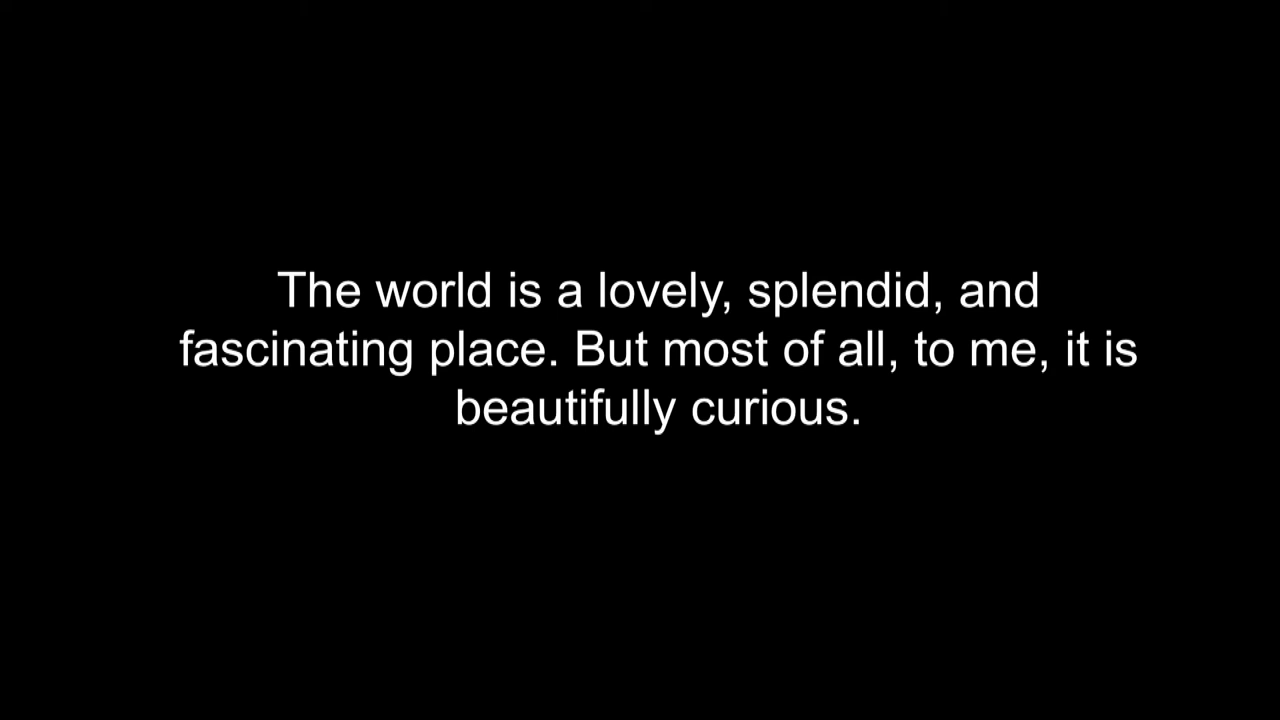 The world is a lovely, splendid, and
fascinating place. But most of all, to me, it is
beautifully curious.